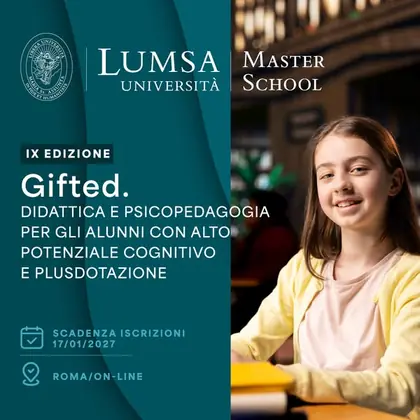 LUMSA
UNIVERSITÀ
MASTER
SCHOOL
IX EDIZIONE
Gifted.
DIDATTICA E PSICOPEDAGOGIA
PER GLI ALUNNI CON ALTO
POTENZIALE COGNITIVO
E PLUSDOTAZIONE
SCADENZA ISCRIZIONI
17/01/2027
ROMA/ON-LINE